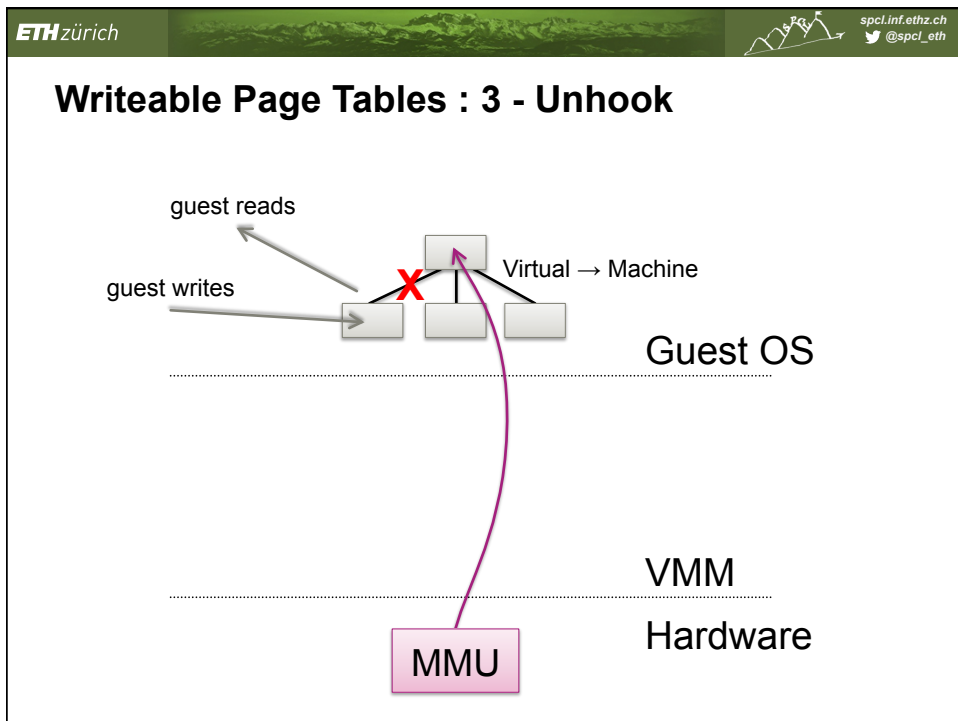 ETH zürich
spcl.inf.ethz.ch
@spcl_eth
Writeable Page Tables : 3 - Unhook
guest reads
X
Virtual → Machine
guest writes
Guest OS
VMM
Hardware
MMU